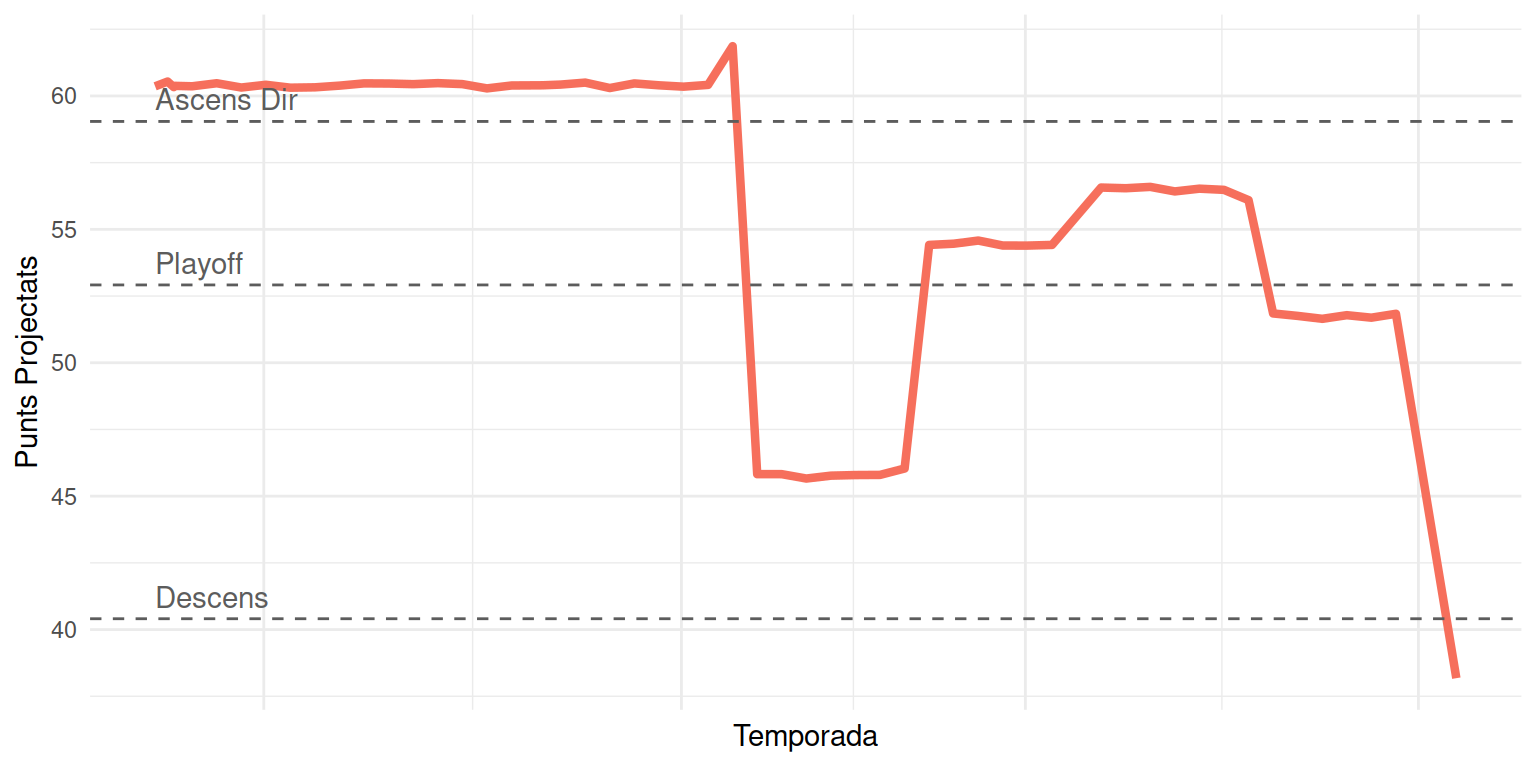 60
55
50
45
40
Punts Projectats
Ascens Dir
Playoff
Descens
Temporada